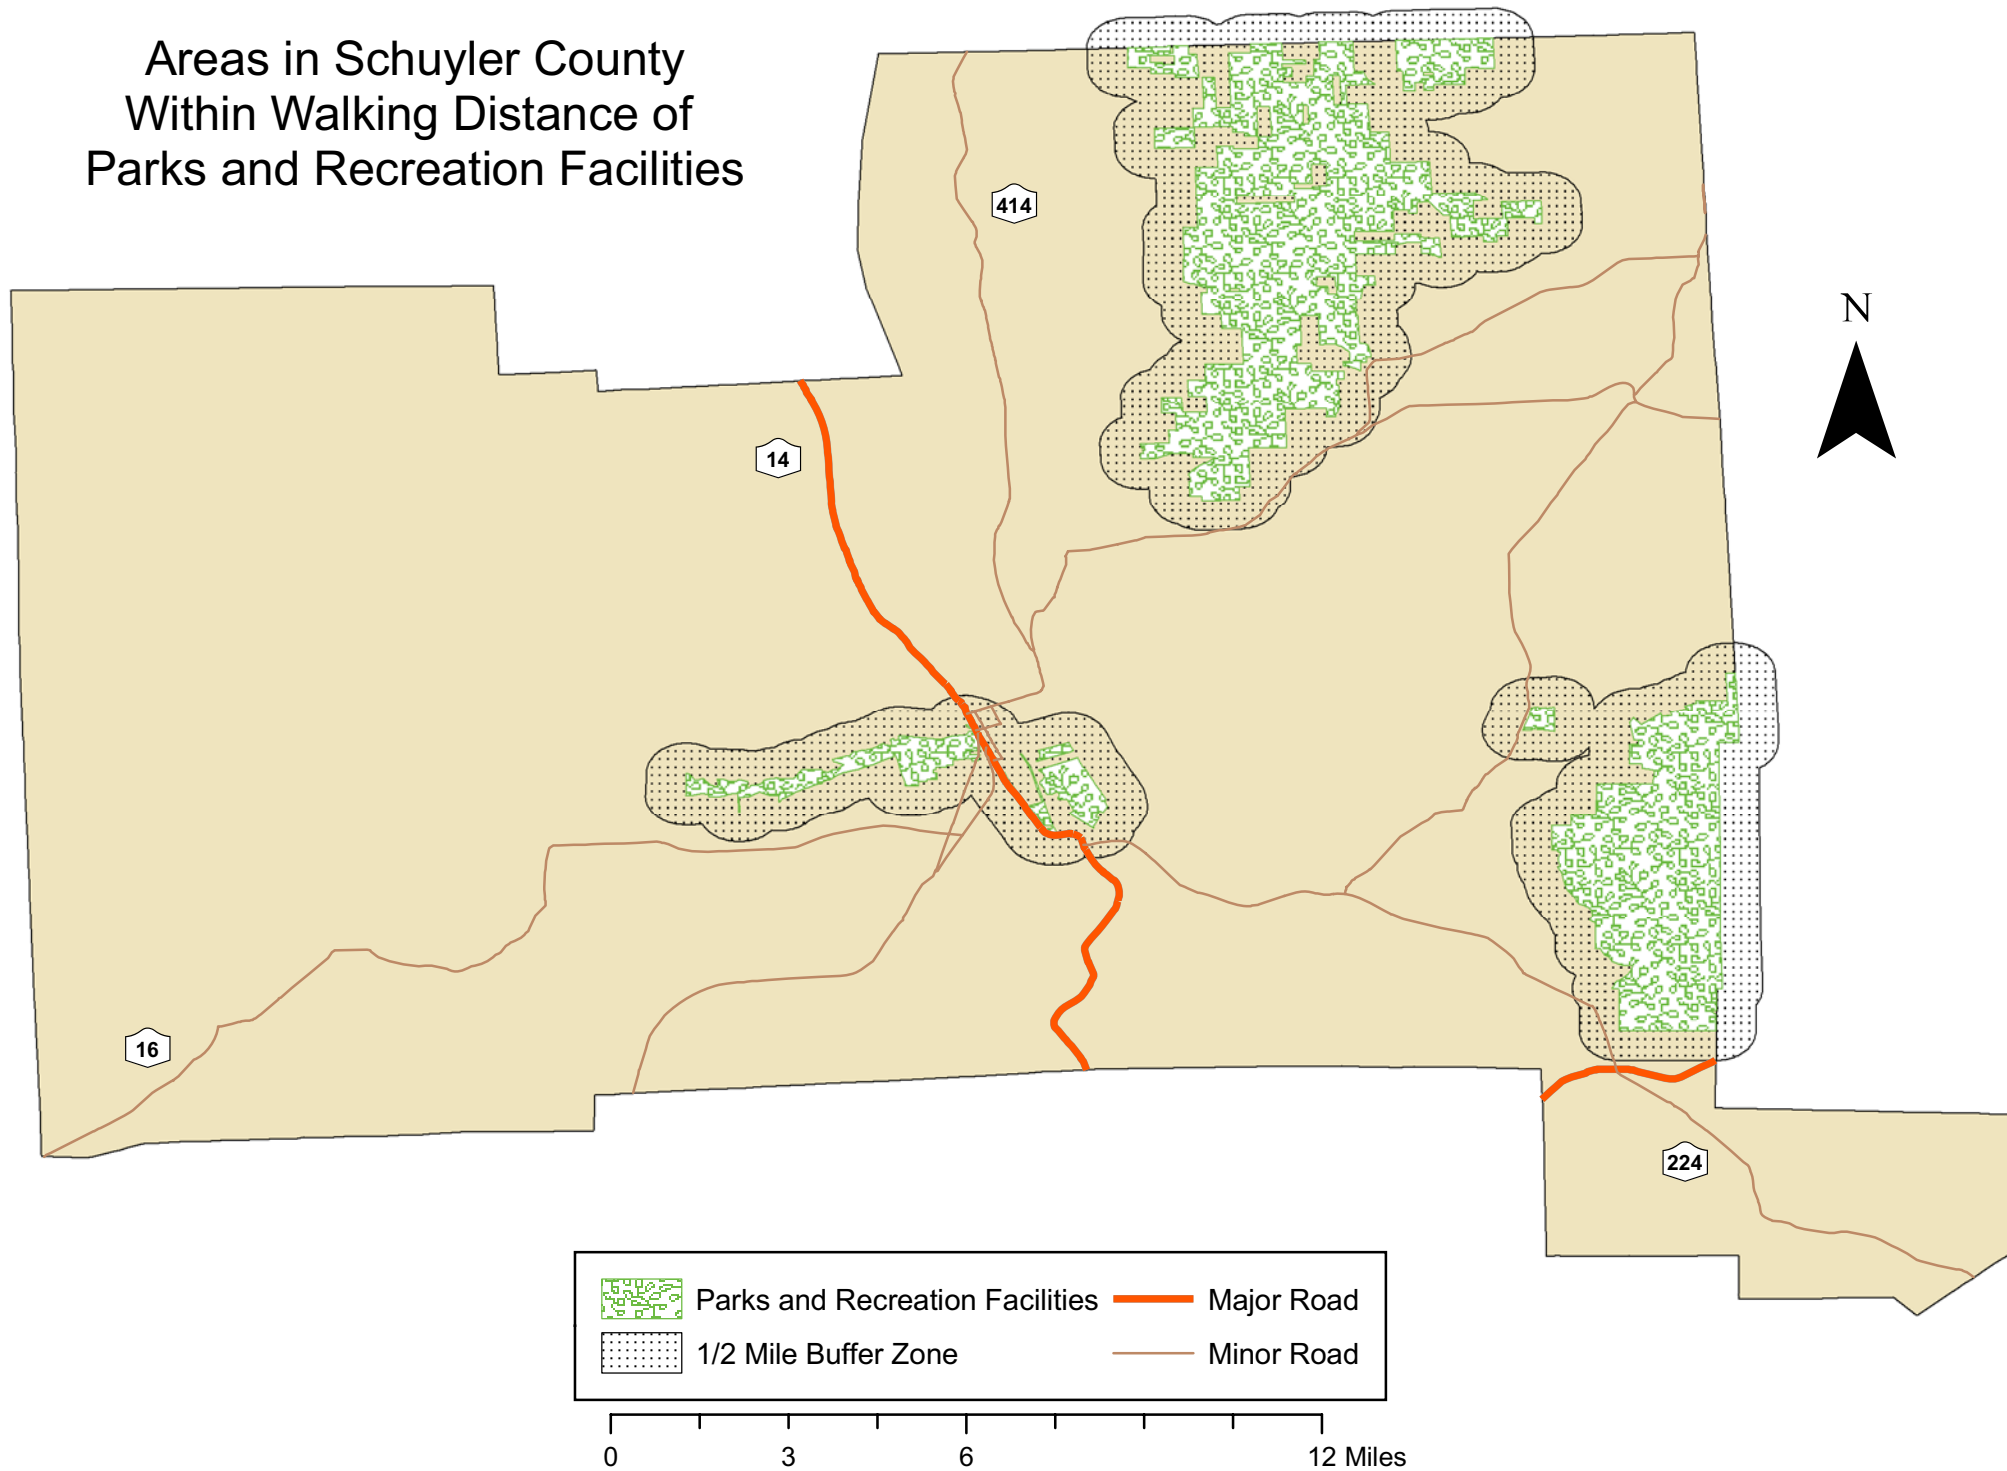 Areas in Schuyler County
Within Walking Distance of
Parks and Recreation Facilities
414
N
14
16
224
Parks and Recreation Facilities
Major Road
1/2 Mile Buffer Zone
Minor Road
0 3 6 12 Miles